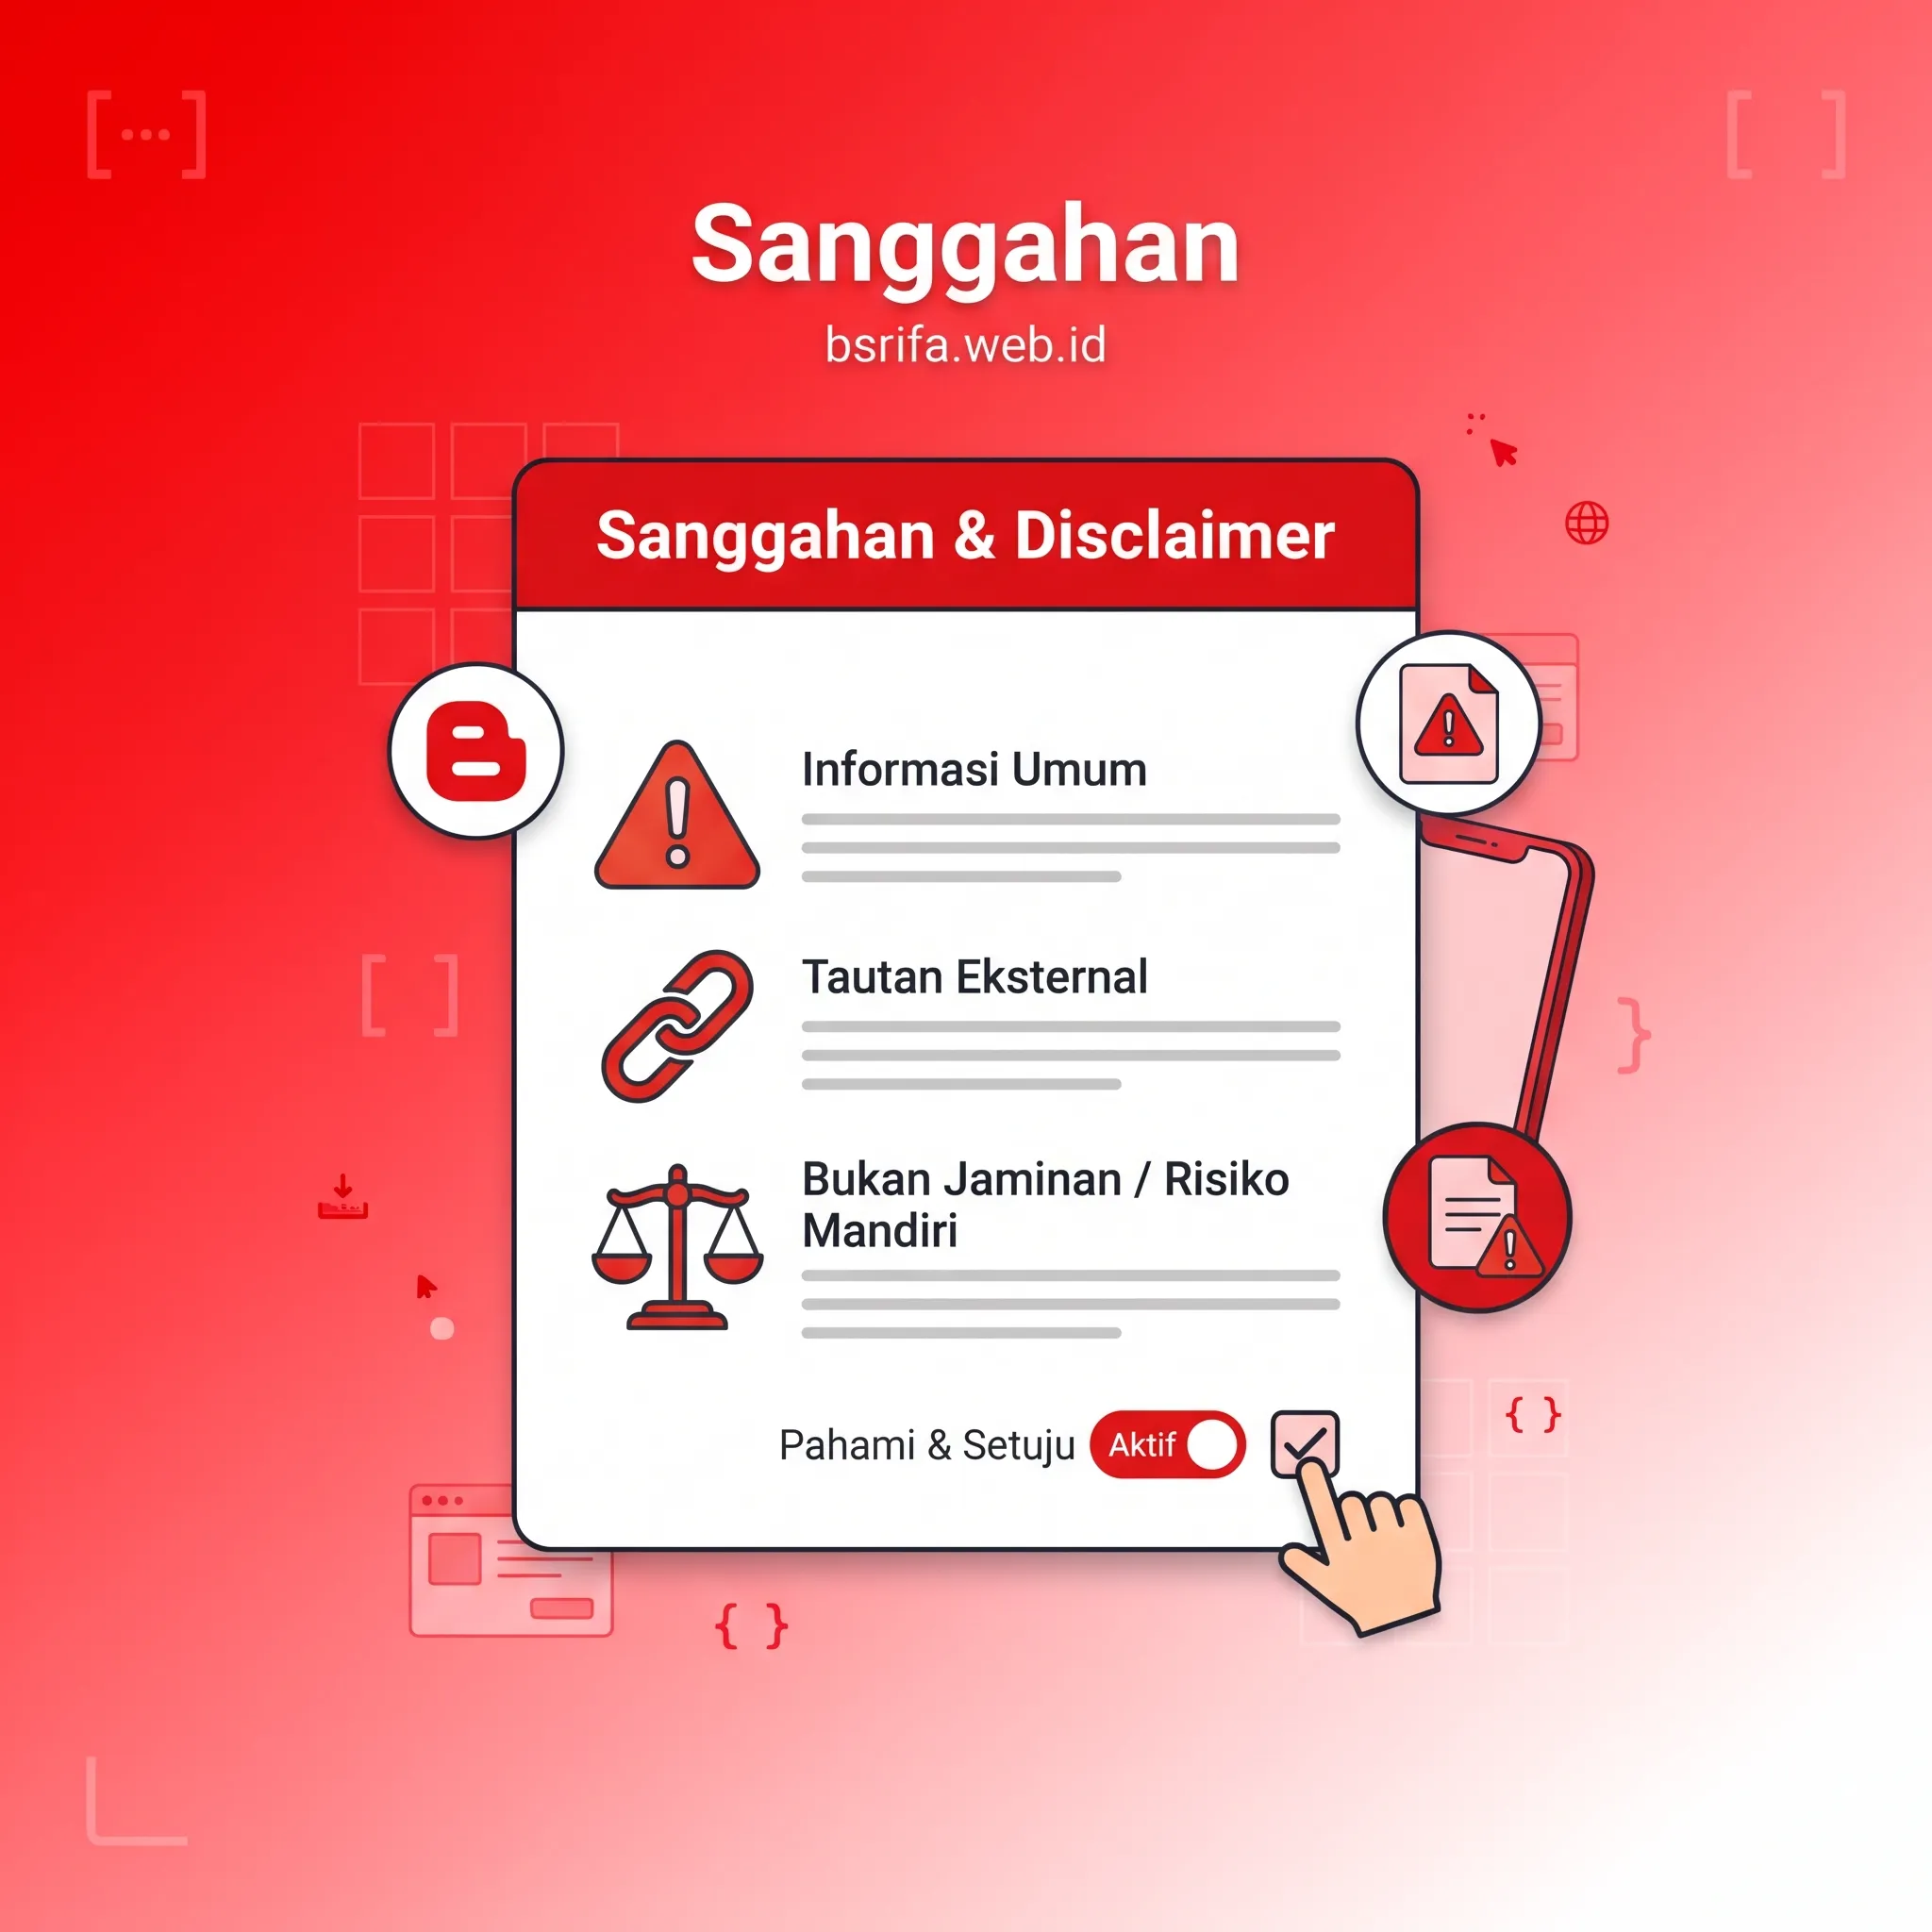 Sanggahan
bsrifa.web.id
Sanggahan & Disclaimer
Informasi Umum
Tautan Eksternal
Bukan Jaminan / Risiko
Mandiri
Pahami & Setuju
Aktif